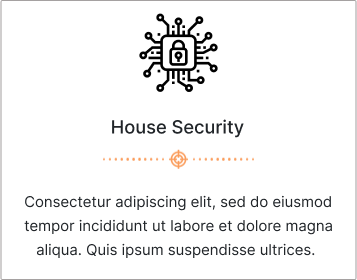 House Security
Consectetur adipiscing elit, sed do eiusmod
tempor incididunt ut labore et dolore magna
aliqua. Quis ipsum suspendisse ultrices.